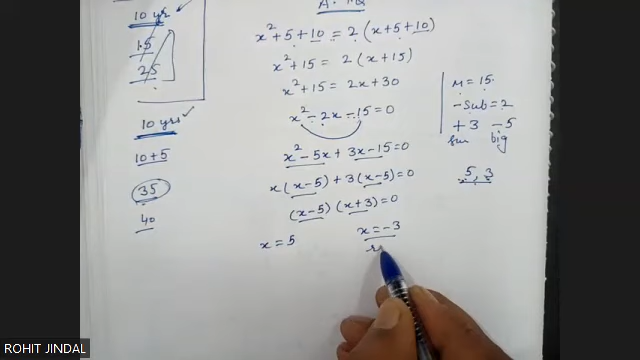 10 yr
15
25
10 yrs
10+5
35
40
x²+5+10 = 2(x+5+10)
x²+15 = 2(x+15)
x²+15 = 2x+30
x²-2x-15=0
x²-5x+3x-15=0
x(x-5)+3(x-5)=0
(x-5)(x+3)=0
x=5 x=-3
M=15
-Sub=2
+3 -5
big
5, 3
ROHIT JINDAL